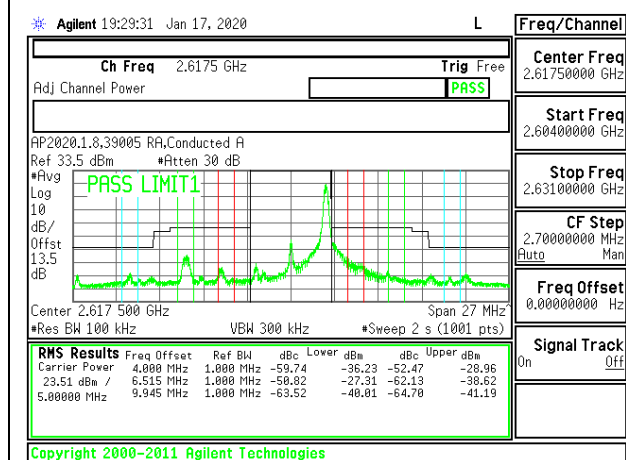 Agilent 19:29:31 Jan 17, 2020 L Freq/Channel
Ch Freq 2.6175 GHz Trig Free
Adj Channel Power PASS
Center Freq
2.61750000 GHz
Start Freq
2.60400000 GHz
Stop Freq
2.63100000 GHz
CF Step
2.70000000 MHz
Auto Man
Freq Offset
0.00000000 Hz
Signal Track
On Off
AP2020.1.8,39005 RA,Conducted A
Ref 33.5 dBm #Atten 30 dB
#Avg
Log
10
dB/
Offst
13.5
dB
PASS LIMIT1
Center 2.617 500 GHz Span 27 MHz^
#Res BW 100 kHz VBW 300 kHz #Sweep 2 s (1001 pts)
RMS Results Freq Offset Ref BW dBc Lower dBm dBc Upper dBm
Carrier Power 4.000 MHz 1.000 MHz -59.74 -36.23 -52.47 -28.96
23.51 dBm / 6.515 MHz 1.000 MHz -50.82 -27.31 -62.13 -38.62
5.00000 MHz 9.945 MHz 1.000 MHz -63.52 -40.01 -64.70 -41.19
Copyright 2000-2011 Agilent Technologies